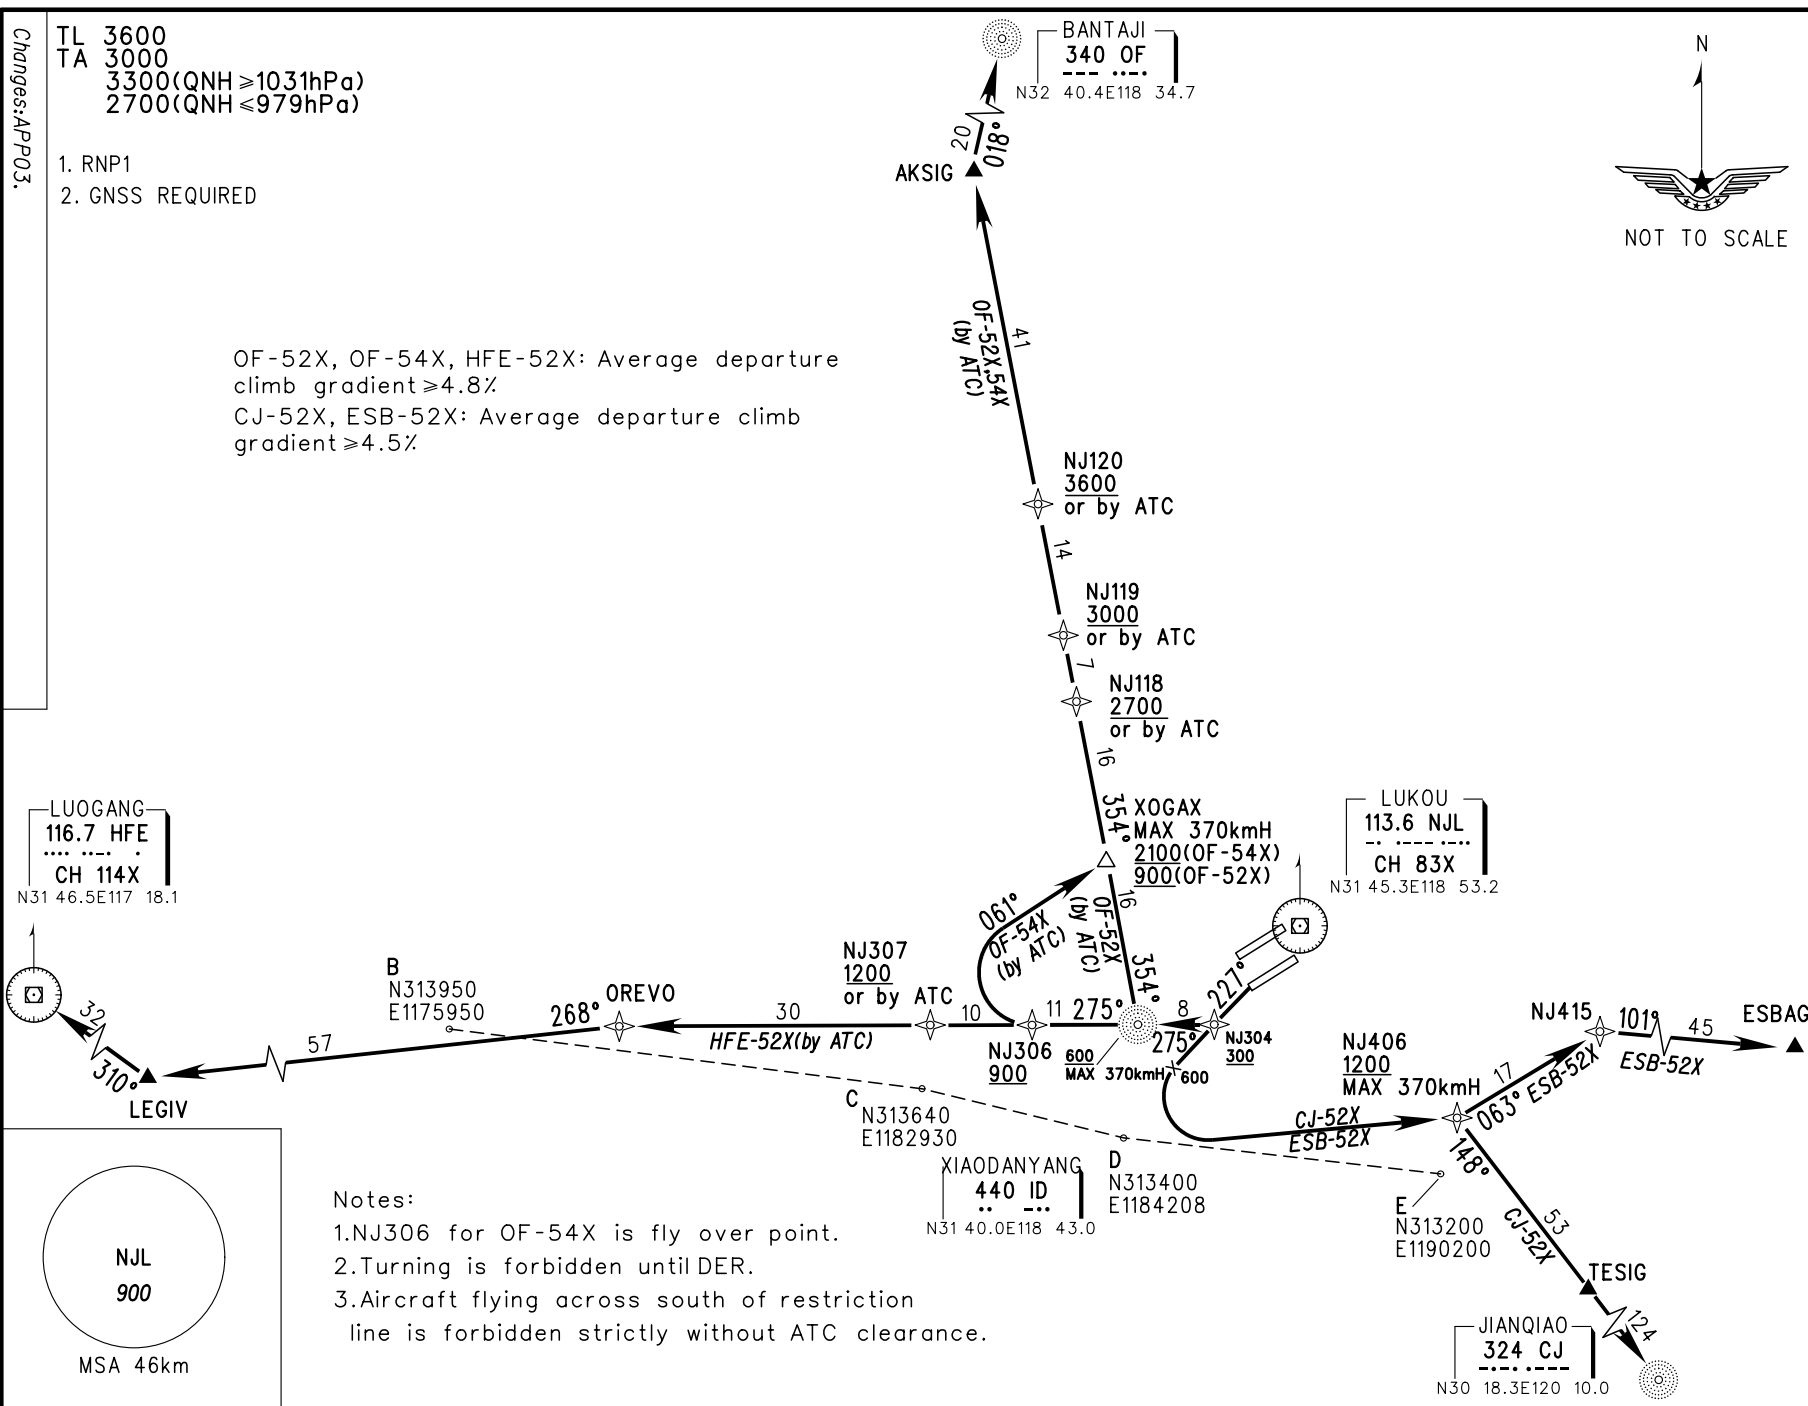 Changes:APP03.
TL 3600
TA 3000
3300(QNH≥1031hPa)
2700(QNH≤979hPa)
1. RNP1
2. GNSS REQUIRED
BANTAJI
340 OF
--- ··-·
N32 40.4E118 34.7
N
NOT TO SCALE
20
018°
AKSIG
OF-52X,54X
(by ATC)
41
OF-52X, OF-54X, HFE-52X: Average departure
climb gradient≥4.8%
CJ-52X, ESB-52X: Average departure climb
gradient≥4.5%
NJ120
3600
or by ATC
14
NJ119
3000
or by ATC
7
NJ118
2700
or by ATC
16
354°
XOGAX
MAX 370kmH
2100(OF-54X)
900(OF-52X)
16
OF-52X
(by ATC)
354°
061°
OF-54X
(by ATC)
LUKOU
113.6 NJL
-· ·--- ·-··
CH 83X
N31 45.3E118 53.2
LUOGANG
116.7 HFE
···· ··-· ·
CH 114X
N31 46.5E117 18.1
32
310°
LEGIV
57
B
N313950
E1175950
268°
OREVO
30
HFE-52X(by ATC)
NJ307
1200
or by ATC
10
NJ306
900
11
275°
600
MAX 370kmH
8
275°
227°
NJ304
300
600
C
N313640
E1182930
XIAODANYANG
440 ID
·· -··
N31 40.0E118 43.0
D
N313400
E1184208
CJ-52X
ESB-52X
NJ406
1200
MAX 370kmH
17
063°
ESB-52X
NJ415
101°
45
ESB-52X
ESBAG
148°
53
CJ-52X
E
N313200
E1190200
TESIG
124
JIANQIAO
324 CJ
-·-· ·---
N30 18.3E120 10.0
NJL
900
MSA 46km
Notes:
1.NJ306 for OF-54X is fly over point.
2.Turning is forbidden until DER.
3.Aircraft flying across south of restriction
line is forbidden strictly without ATC clearance.